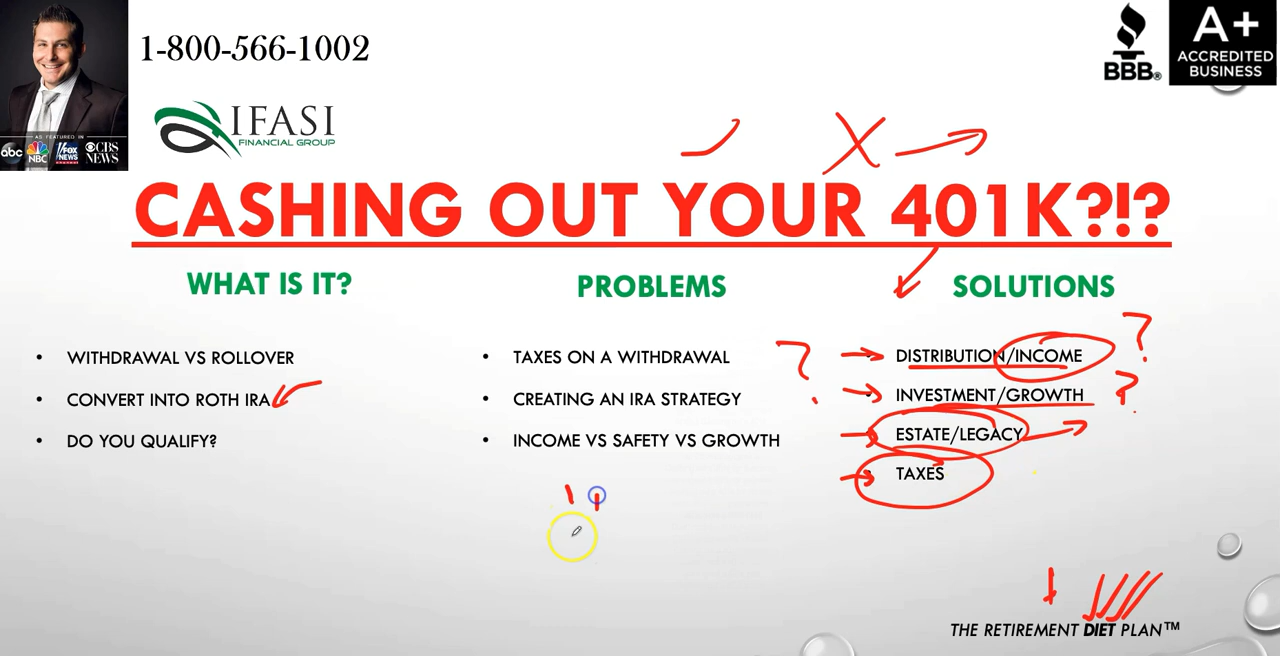 1-800-566-1002
BBB®
A+
ACCREDITED
BUSINESS
IFASI
FINANCIAL GROUP
AS FEATURED IN
abc
NBC
FOX
NEWS
CBS
NEWS
CASHING OUT YOUR 401K?!?
WHAT IS IT?
• WITHDRAWAL VS ROLLOVER
• CONVERT INTO ROTH IRA
• DO YOU QUALIFY?
PROBLEMS
• TAXES ON A WITHDRAWAL
• CREATING AN IRA STRATEGY
• INCOME VS SAFETY VS GROWTH
SOLUTIONS
• DISTRIBUTION/INCOME
• INVESTMENT/GROWTH
• ESTATE/LEGACY
• TAXES
? ? ?
X
THE RETIREMENT DIET PLAN™